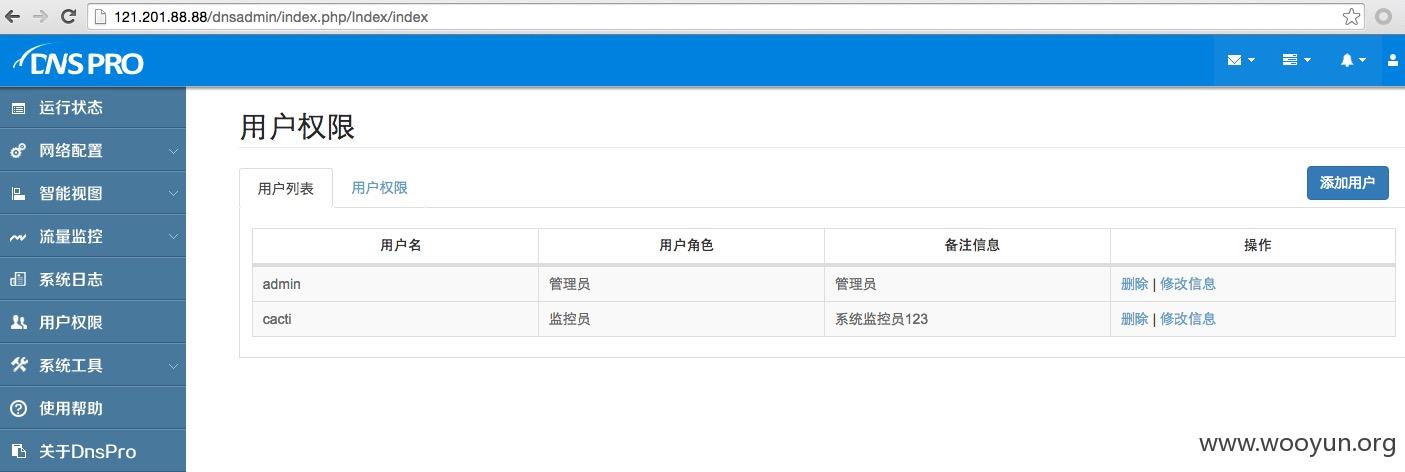 121.201.88.88/dnsadmin/index.php/Index/index
DNS PRO
运行状态
网络配置
智能视图
流量监控
系统日志
用户权限
系统工具
使用帮助
关于DnsPro
用户权限
用户列表 用户权限 添加用户
用户名 用户角色 备注信息 操作
admin 管理员 管理员 删除 | 修改信息
cacti 监控员 系统监控员123 删除 | 修改信息
www.wooyun.org